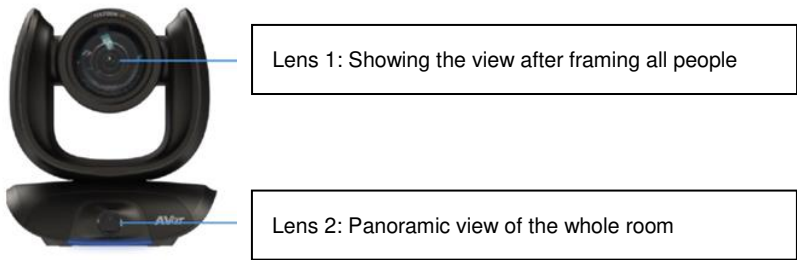 Lens 1: Showing the view after framing all people
AVer
Lens 2: Panoramic view of the whole room